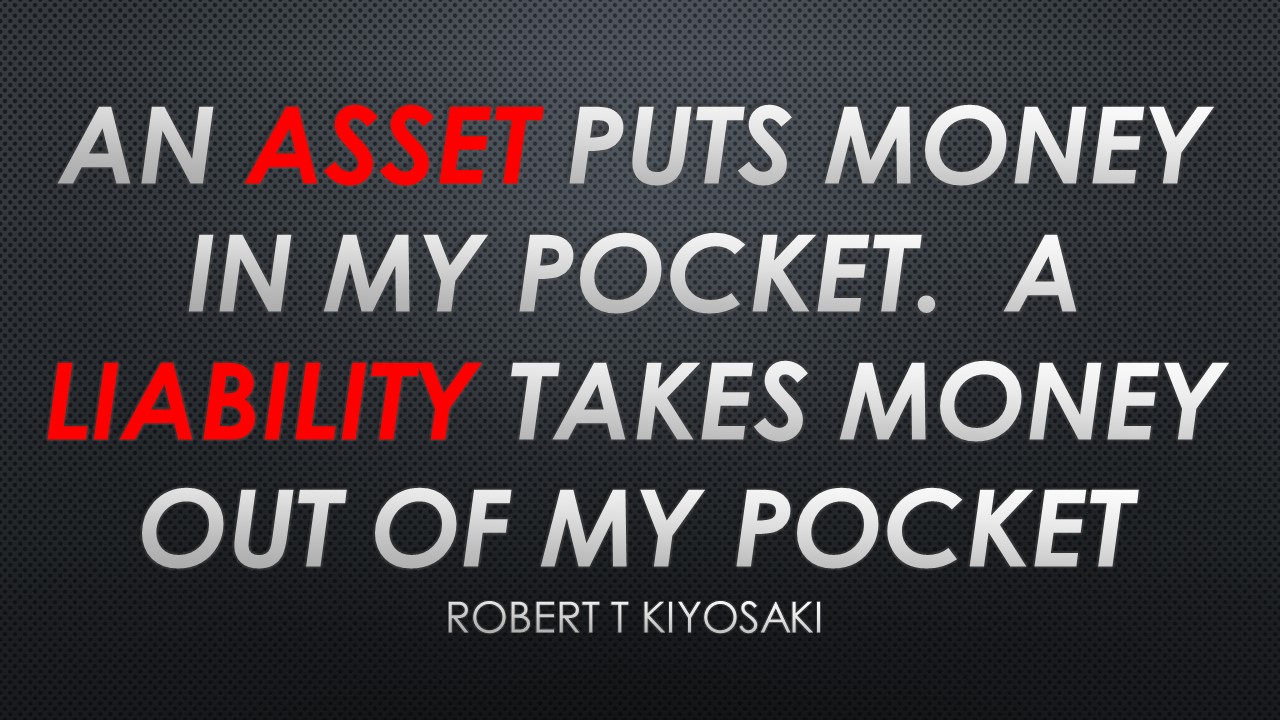 AN ASSET PUTS MONEY
IN MY POCKET.  A
LIABILITY TAKES MONEY
OUT OF MY POCKET
ROBERT T KIYOSAKI